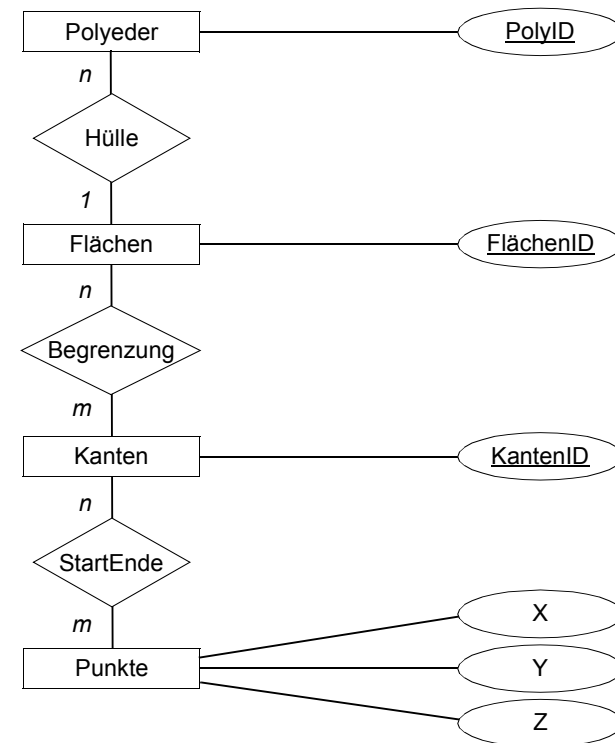 Polyeder PolyID
n
Hülle
1
Flächen FlächenID
n
Begrenzung
m
Kanten KantenID
n
StartEnde
m
X
Punkte Y
Z